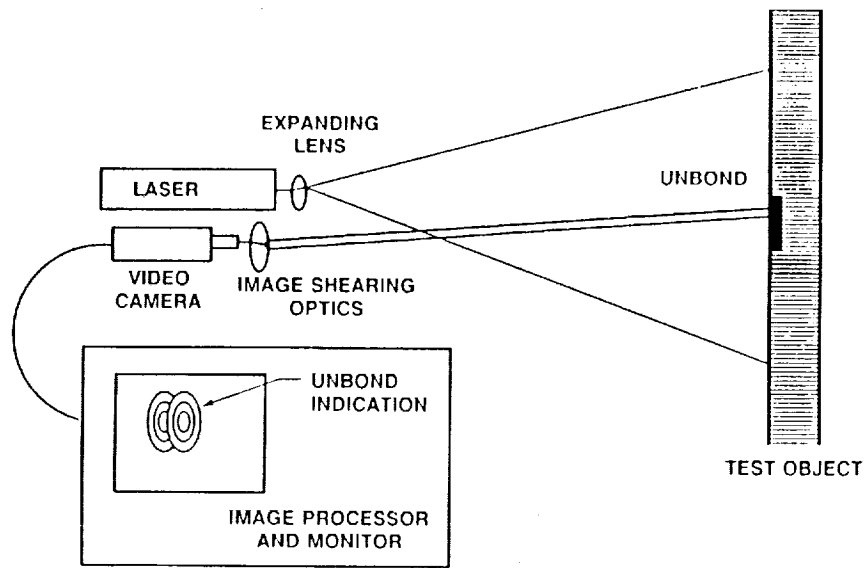 EXPANDING
LENS
LASER
UNBOND
VIDEO
CAMERA
IMAGE SHEARING
OPTICS
UNBOND
INDICATION
TEST OBJECT
IMAGE PROCESSOR
AND MONITOR